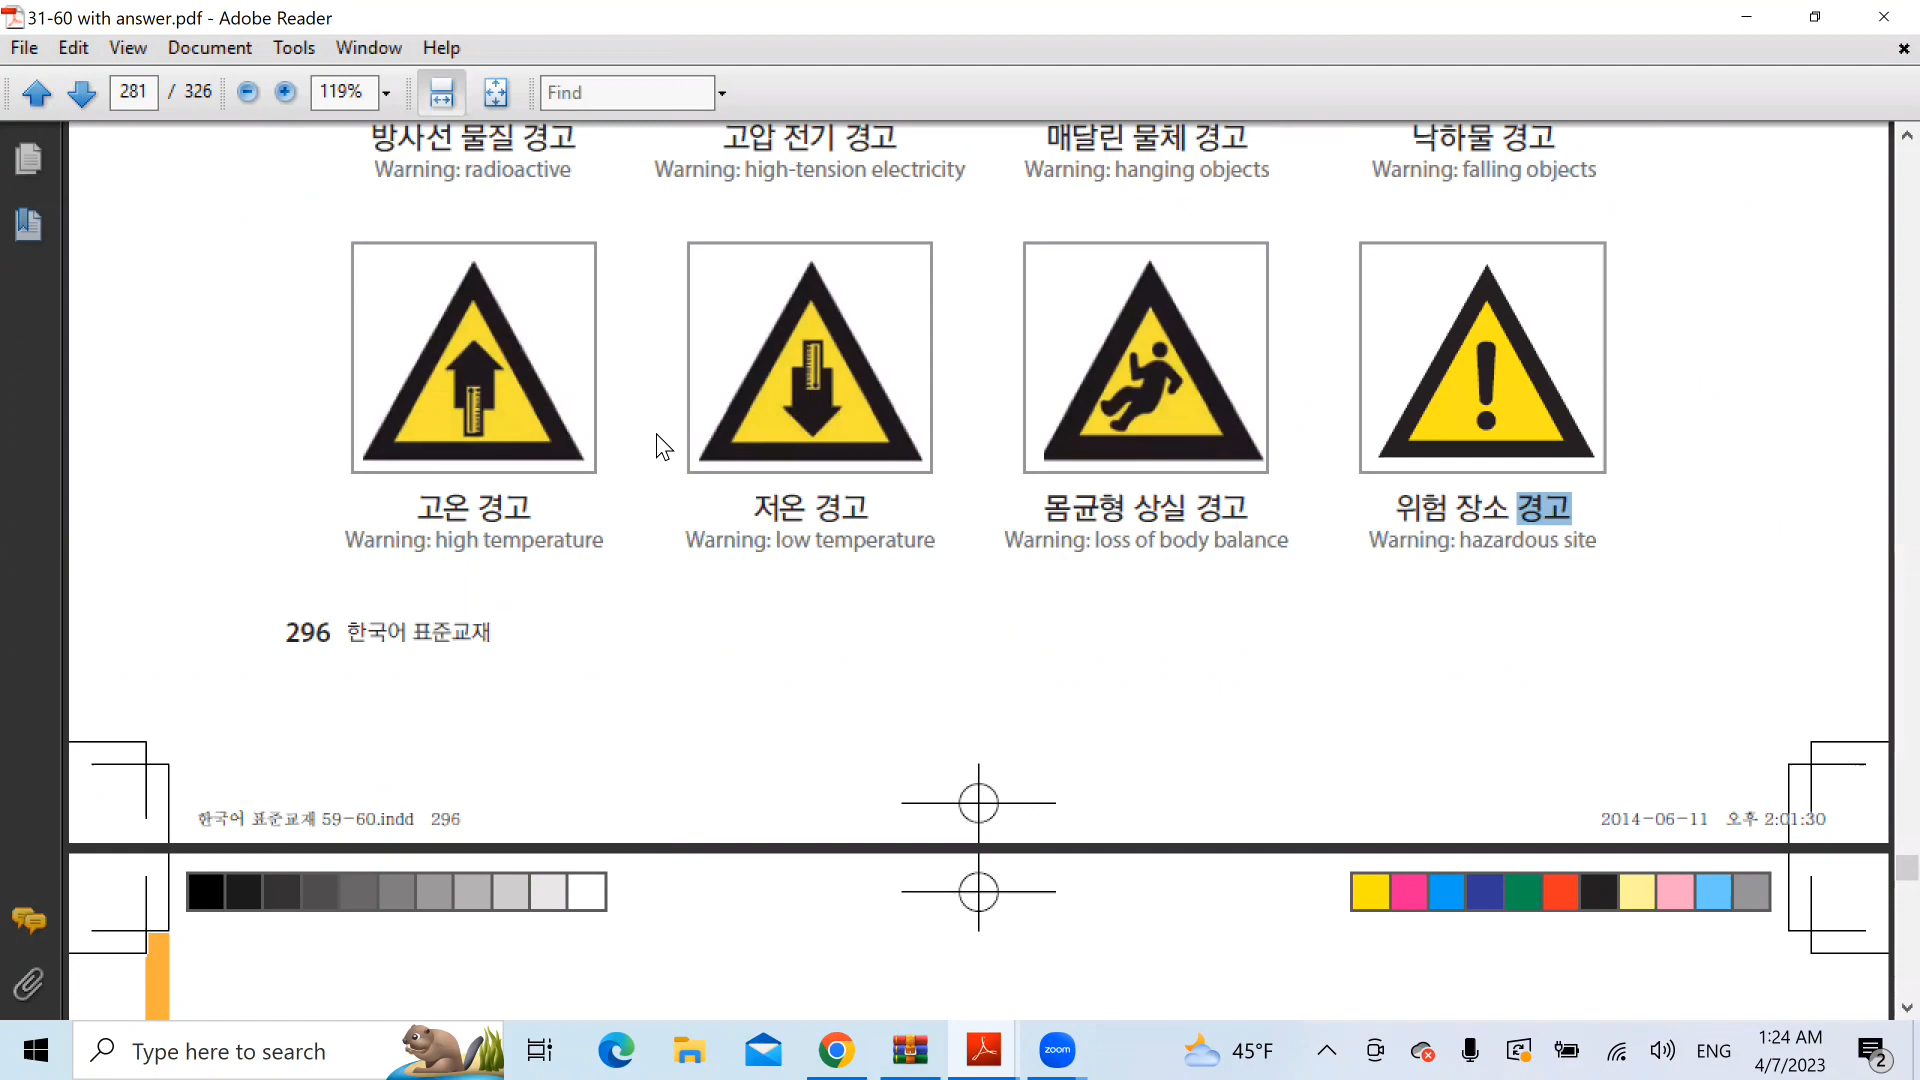 31-60 with answer.pdf - Adobe Reader
File Edit View Document Tools Window Help
281 / 326 119% Find
방사선 물질 경고 고압 전기 경고 매달린 물체 경고 낙하물 경고
Warning: radioactive Warning: high-tension electricity Warning: hanging objects Warning: falling objects
고온 경고 저온 경고 몸균형 상실 경고 위험 장소 경고
Warning: high temperature Warning: low temperature Warning: loss of body balance Warning: hazardous site
296 한국어 표준교재
한국어 표준교재 59-60.indd 296 2014-06-11 오후 2:01:30
Type here to search zoom 45°F ENG 1:24 AM
4/7/2023 2